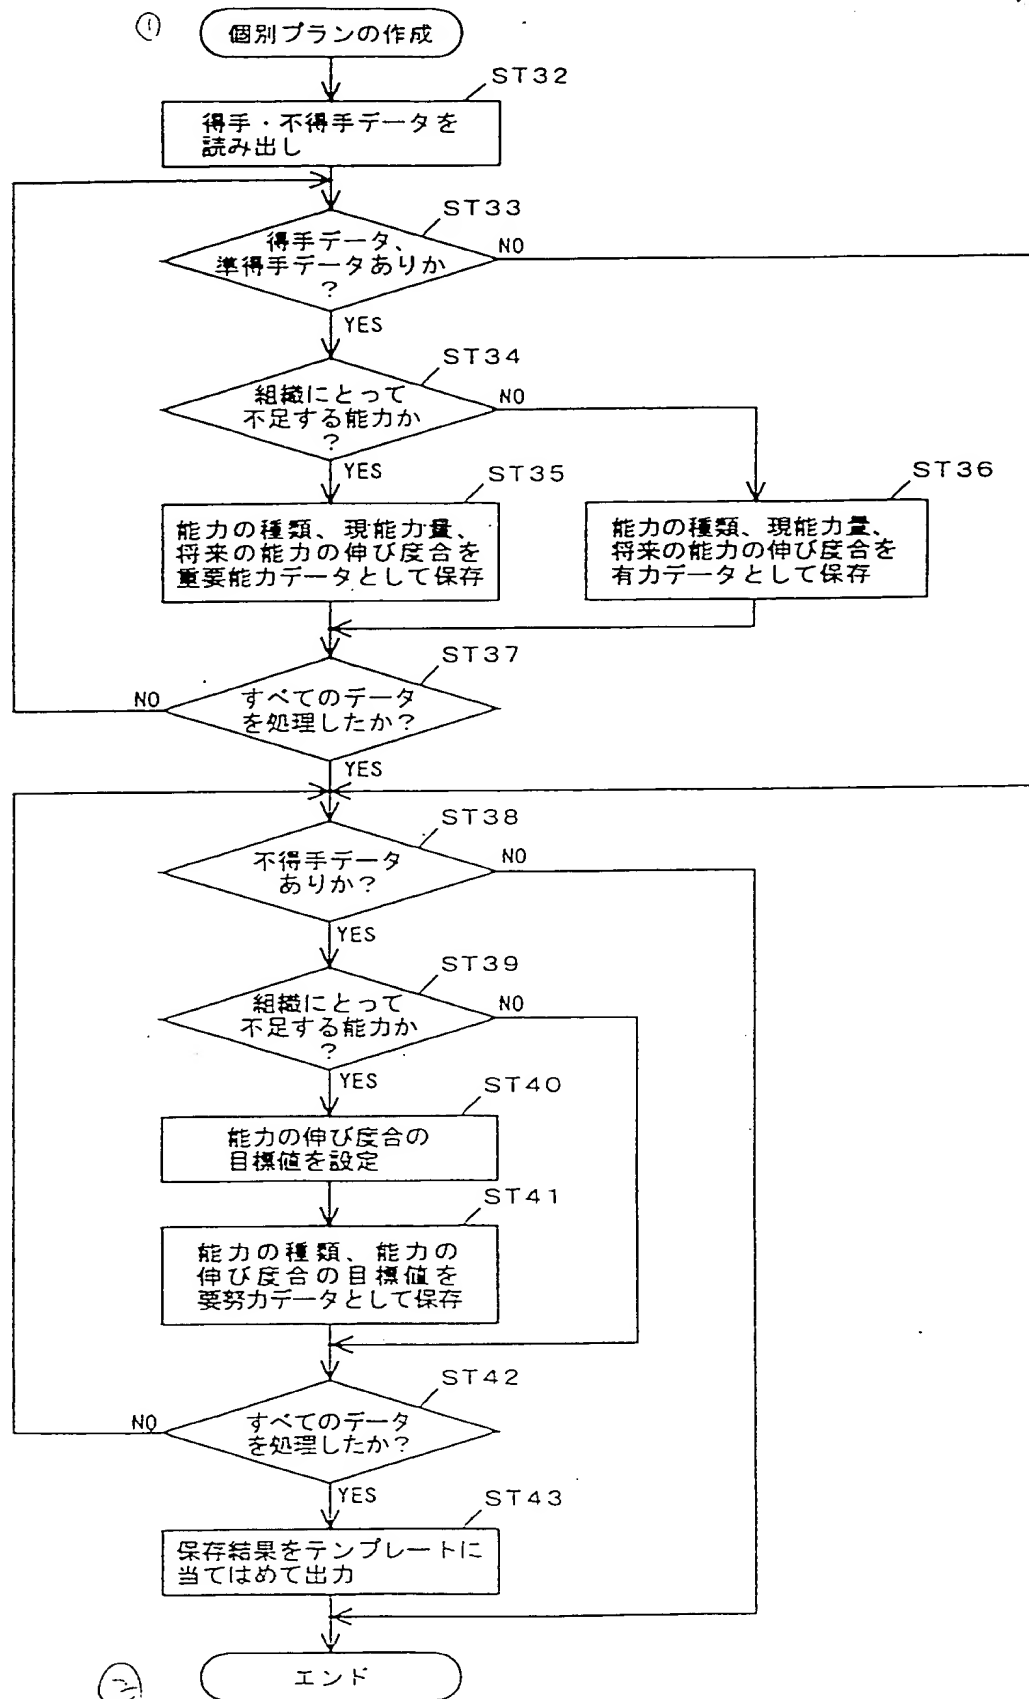 ①
個別プランの作成
ST32
得手・不得手データを
読み出し
ST33
得手データ、
準得手データありか
?
NO
YES
ST34
組織にとって
不足する能力か
?
NO
YES
ST35
能力の種類、現能力量、
将来の能力の伸び度合を
重要能力データとして保存
ST36
能力の種類、現能力量、
将来の能力の伸び度合を
有力データとして保存
ST37
すべてのデータ
を処理したか?
NO
YES
ST38
不得手データ
ありか?
NO
YES
ST39
組織にとって
不足する能力か
?
NO
YES
ST40
能力の伸び度合の
目標値を設定
ST41
能力の種類、能力の
伸び度合の目標値を
要努力データとして保存
ST42
すべてのデータ
を処理したか?
NO
YES
ST43
保存結果をテンプレートに
当てはめて出力
エンド